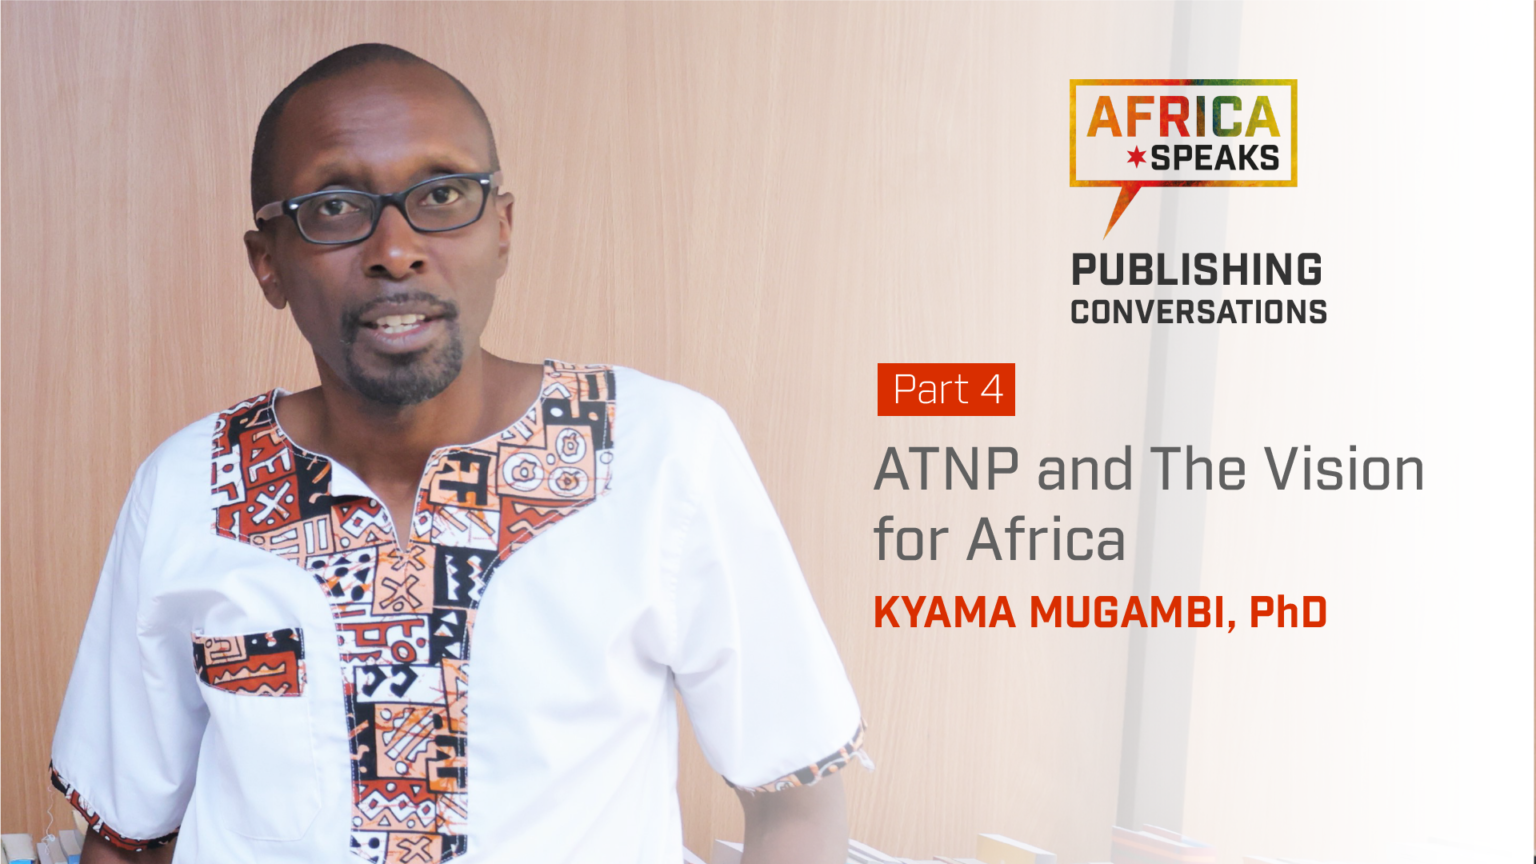 AFRICA
SPEAKS
PUBLISHING
CONVERSATIONS
Part 4
ATNP and The Vision
for Africa
KYAMA MUGAMBI, PhD